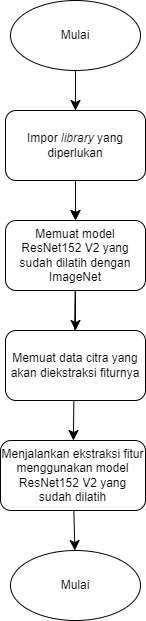 Mulai
Impor library yang
diperlukan
Memuat model
ResNet152 V2 yang
sudah dilatih dengan
ImageNet
Memuat data citra yang
akan diekstraksi fiturnya
Menjalankan ekstraksi fitur
menggunakan model
ResNet152 V2 yang
sudah dilatih
Mulai